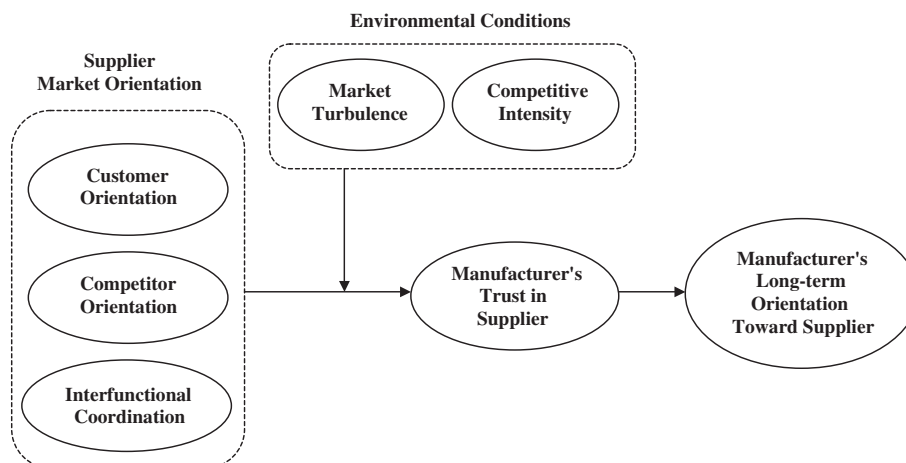 Environmental Conditions
Supplier
Market Orientation
Market
Turbulence
Competitive
Intensity
Customer
Orientation
Competitor
Orientation
Interfunctional
Coordination
Manufacturer's
Trust in
Supplier
Manufacturer's
Long-term
Orientation
Toward Supplier